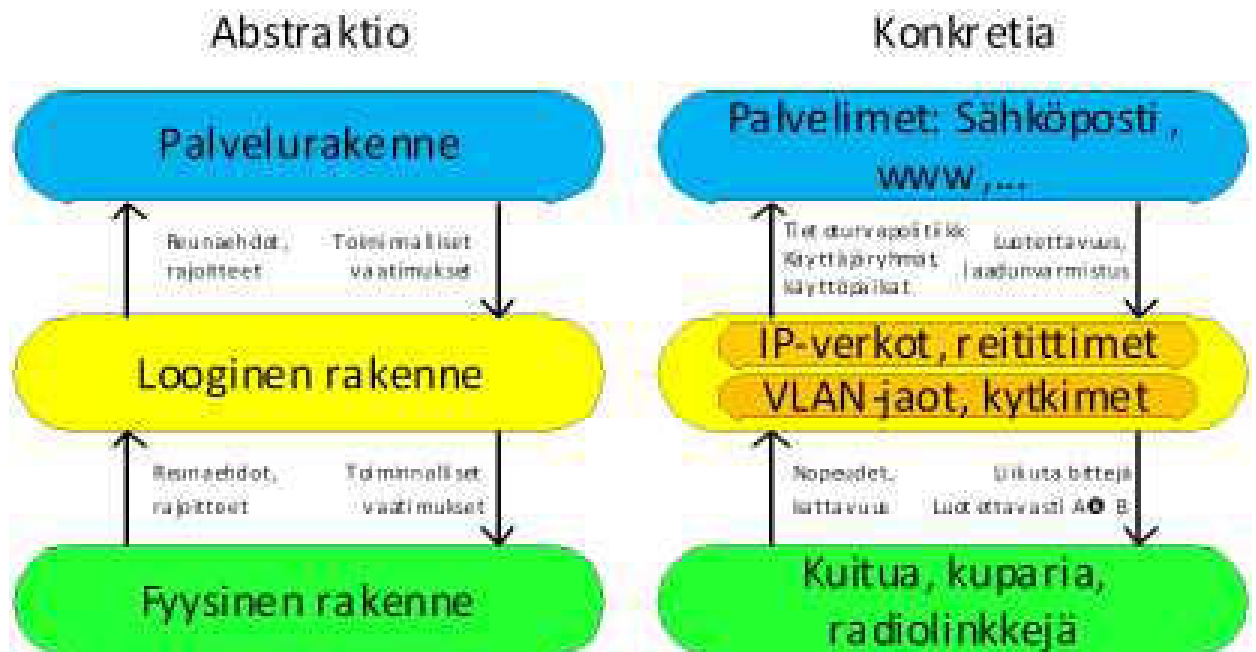 Abstraktio
Konkretia
Palvelurakenne
Palvelimet: Sähköposti,
www,...
Reunaehdot,
rajoitteet
Toiminnalliset
vaatimukset
Tietoturvapolitiikk
Käyttäjäryhmät,
käyttöpaikat.
Luotettavuus,
laadunvarmistus
Looginen rakenne
IP-verkot, reitittimet
VLAN-jaot, kytkimet
Reunaehdot,
rajoitteet
Toiminnalliset
vaatimukset
Nopeudet,
kattavuus
Liikuta bittejä
Luotettavasti A B
Fyysinen rakenne
Kuitua, kuparia,
radiolinkkejä